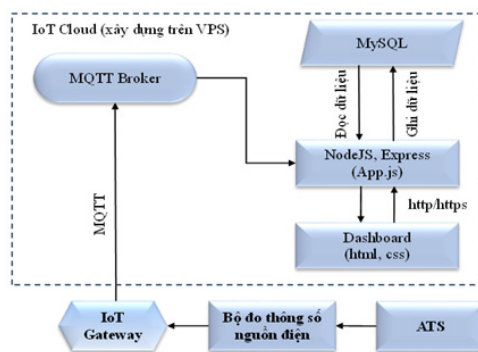 IoT Cloud (xây dựng trên VPS)
MySQL
MQTT Broker
Đọc dữ liệu
Ghi dữ liệu
NodeJS, Express
(App.js)
http/https
MQTT
Dashboard
(html, css)
IoT
Gateway
Bộ đo thông số
nguồn điện
ATS